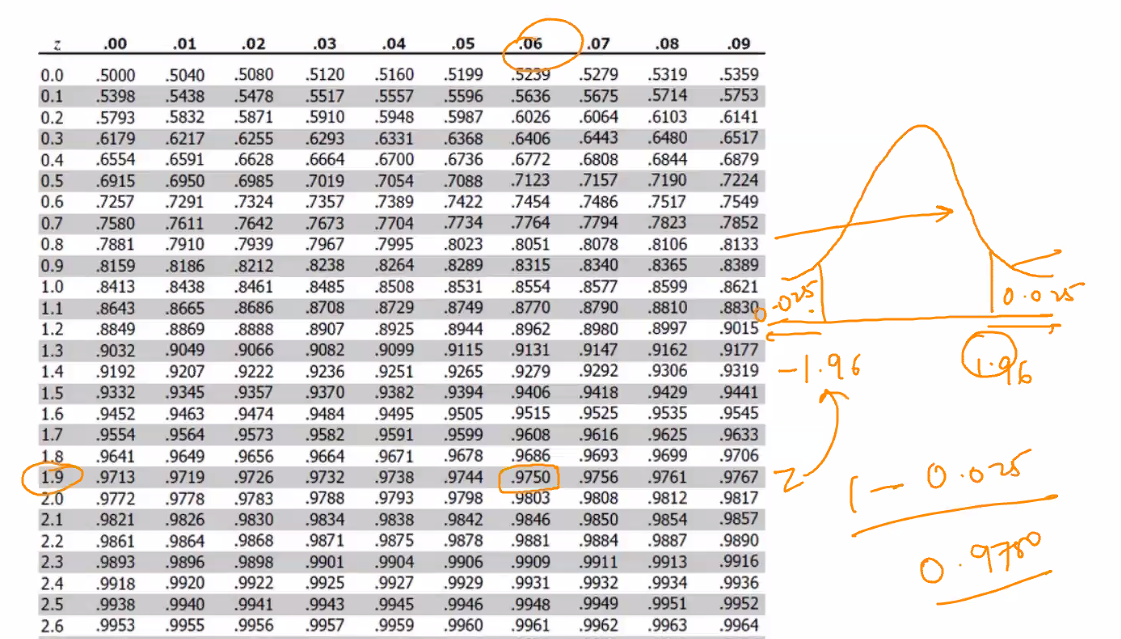 z .00 .01 .02 .03 .04 .05 .06 .07 .08 .09
0.0 .5000 .5040 .5080 .5120 .5160 .5199 .5239 .5279 .5319 .5359
0.1 .5398 .5438 .5478 .5517 .5557 .5596 .5636 .5675 .5714 .5753
0.2 .5793 .5832 .5871 .5910 .5948 .5987 .6026 .6064 .6103 .6141
0.3 .6179 .6217 .6255 .6293 .6331 .6368 .6406 .6443 .6480 .6517
0.4 .6554 .6591 .6628 .6664 .6700 .6736 .6772 .6808 .6844 .6879
0.5 .6915 .6950 .6985 .7019 .7054 .7088 .7123 .7157 .7190 .7224
0.6 .7257 .7291 .7324 .7357 .7389 .7422 .7454 .7486 .7517 .7549
0.7 .7580 .7611 .7642 .7673 .7704 .7734 .7764 .7794 .7823 .7852
0.8 .7881 .7910 .7939 .7967 .7995 .8023 .8051 .8078 .8106 .8133
0.9 .8159 .8186 .8212 .8238 .8264 .8289 .8315 .8340 .8365 .8389
1.0 .8413 .8438 .8461 .8485 .8508 .8531 .8554 .8577 .8599 .8621
1.1 .8643 .8665 .8686 .8708 .8729 .8749 .8770 .8790 .8810 .8830
1.2 .8849 .8869 .8888 .8907 .8925 .8944 .8962 .8980 .8997 .9015
1.3 .9032 .9049 .9066 .9082 .9099 .9115 .9131 .9147 .9162 .9177
1.4 .9192 .9207 .9222 .9236 .9251 .9265 .9279 .9292 .9306 .9319
1.5 .9332 .9345 .9357 .9370 .9382 .9394 .9406 .9418 .9429 .9441
1.6 .9452 .9463 .9474 .9484 .9495 .9505 .9515 .9525 .9535 .9545
1.7 .9554 .9564 .9573 .9582 .9591 .9599 .9608 .9616 .9625 .9633
1.8 .9641 .9649 .9656 .9664 .9671 .9678 .9686 .9693 .9699 .9706
1.9 .9713 .9719 .9726 .9732 .9738 .9744 .9750 .9756 .9761 .9767
2.0 .9772 .9778 .9783 .9788 .9793 .9798 .9803 .9808 .9812 .9817
2.1 .9821 .9826 .9830 .9834 .9838 .9842 .9846 .9850 .9854 .9857
2.2 .9861 .9864 .9868 .9871 .9875 .9878 .9881 .9884 .9887 .9890
2.3 .9893 .9896 .9898 .9901 .9904 .9906 .9909 .9911 .9913 .9916
2.4 .9918 .9920 .9922 .9925 .9927 .9929 .9931 .9932 .9934 .9936
2.5 .9938 .9940 .9941 .9943 .9945 .9946 .9948 .9949 .9951 .9952
2.6 .9953 .9955 .9956 .9957 .9959 .9960 .9961 .9962 .9963 .9964
0.025 0.025
-1.96 1.96
Z
1 - 0.025
0.9750